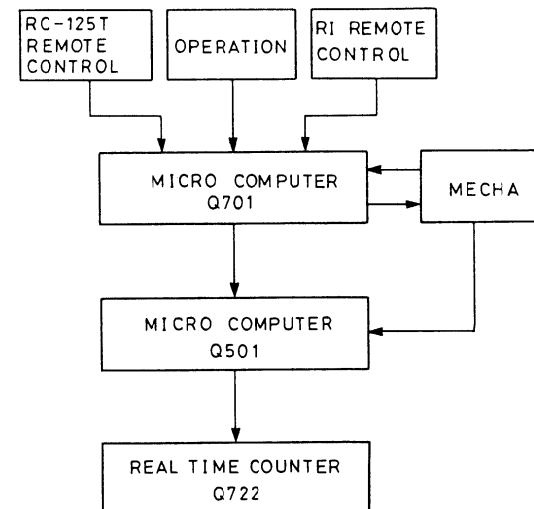 RC-125T
REMOTE
CONTROL
OPERATION
RI REMOTE
CONTROL
MICRO COMPUTER
Q701
MECHA
MICRO COMPUTER
Q501
REAL TIME COUNTER
Q722